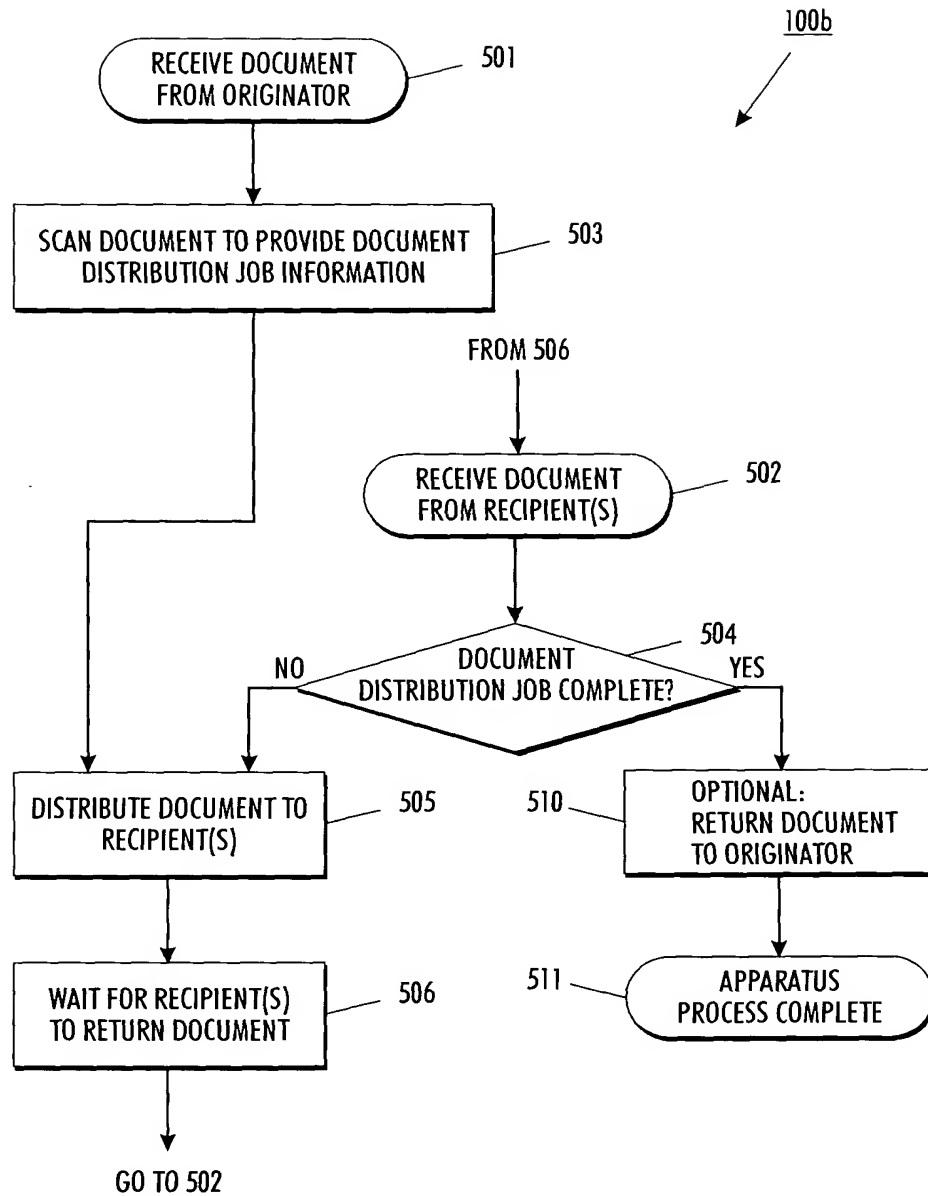 100b
RECEIVE DOCUMENT
FROM ORIGINATOR
501
SCAN DOCUMENT TO PROVIDE DOCUMENT
DISTRIBUTION JOB INFORMATION
503
FROM 506
RECEIVE DOCUMENT
FROM RECIPIENT(S)
502
504
NO
DOCUMENT
DISTRIBUTION JOB COMPLETE?
YES
DISTRIBUTE DOCUMENT TO
RECIPIENT(S)
505
510
OPTIONAL:
RETURN DOCUMENT
TO ORIGINATOR
WAIT FOR RECIPIENT(S)
TO RETURN DOCUMENT
506
511
APPARATUS
PROCESS COMPLETE
GO TO 502